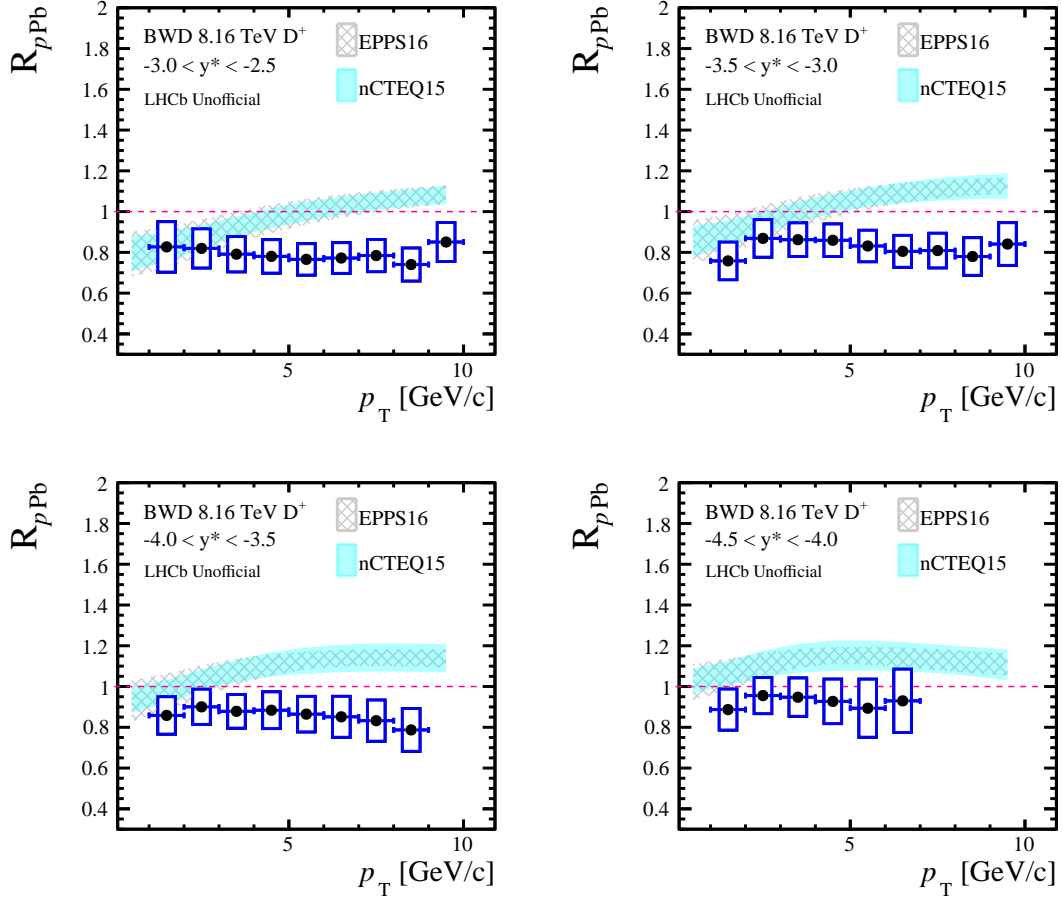 R_pPb
2
1.8
1.6
1.4
1.2
1
0.8
0.6
0.4
BWD 8.16 TeV D⁺
-3.0 < y* < -2.5
LHCb Unofficial
EPPS16
nCTEQ15
5
10
p_T [GeV/c]
R_pPb
2
1.8
1.6
1.4
1.2
1
0.8
0.6
0.4
BWD 8.16 TeV D⁺
-3.5 < y* < -3.0
LHCb Unofficial
EPPS16
nCTEQ15
5
10
p_T [GeV/c]
R_pPb
2
1.8
1.6
1.4
1.2
1
0.8
0.6
0.4
BWD 8.16 TeV D⁺
-4.0 < y* < -3.5
LHCb Unofficial
EPPS16
nCTEQ15
5
10
p_T [GeV/c]
R_pPb
2
1.8
1.6
1.4
1.2
1
0.8
0.6
0.4
BWD 8.16 TeV D⁺
-4.5 < y* < -4.0
LHCb Unofficial
EPPS16
nCTEQ15
5
10
p_T [GeV/c]